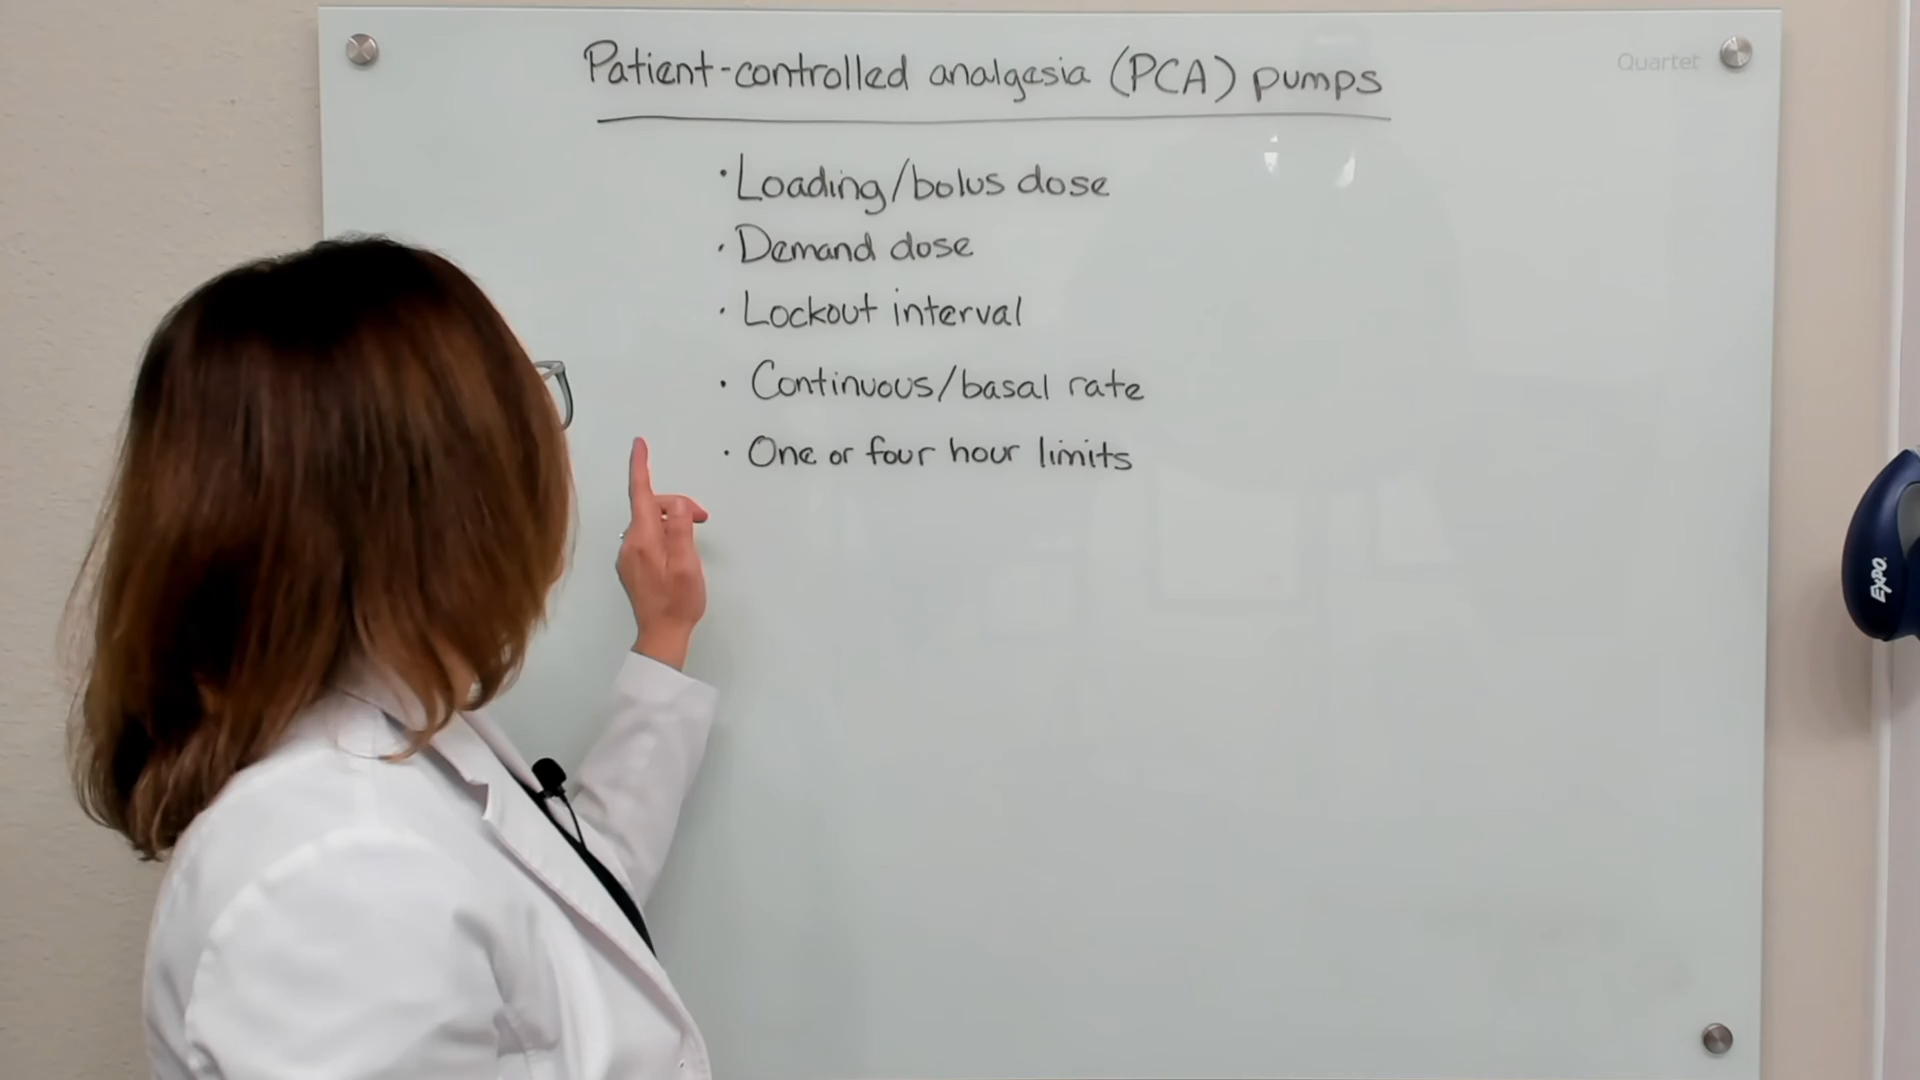 Patient-controlled analgesia (PCA) pumps
Quartet
· Loading/bolus dose
· Demand dose
· Lockout interval
· Continuous/basal rate
· One or four hour limits
EXPO